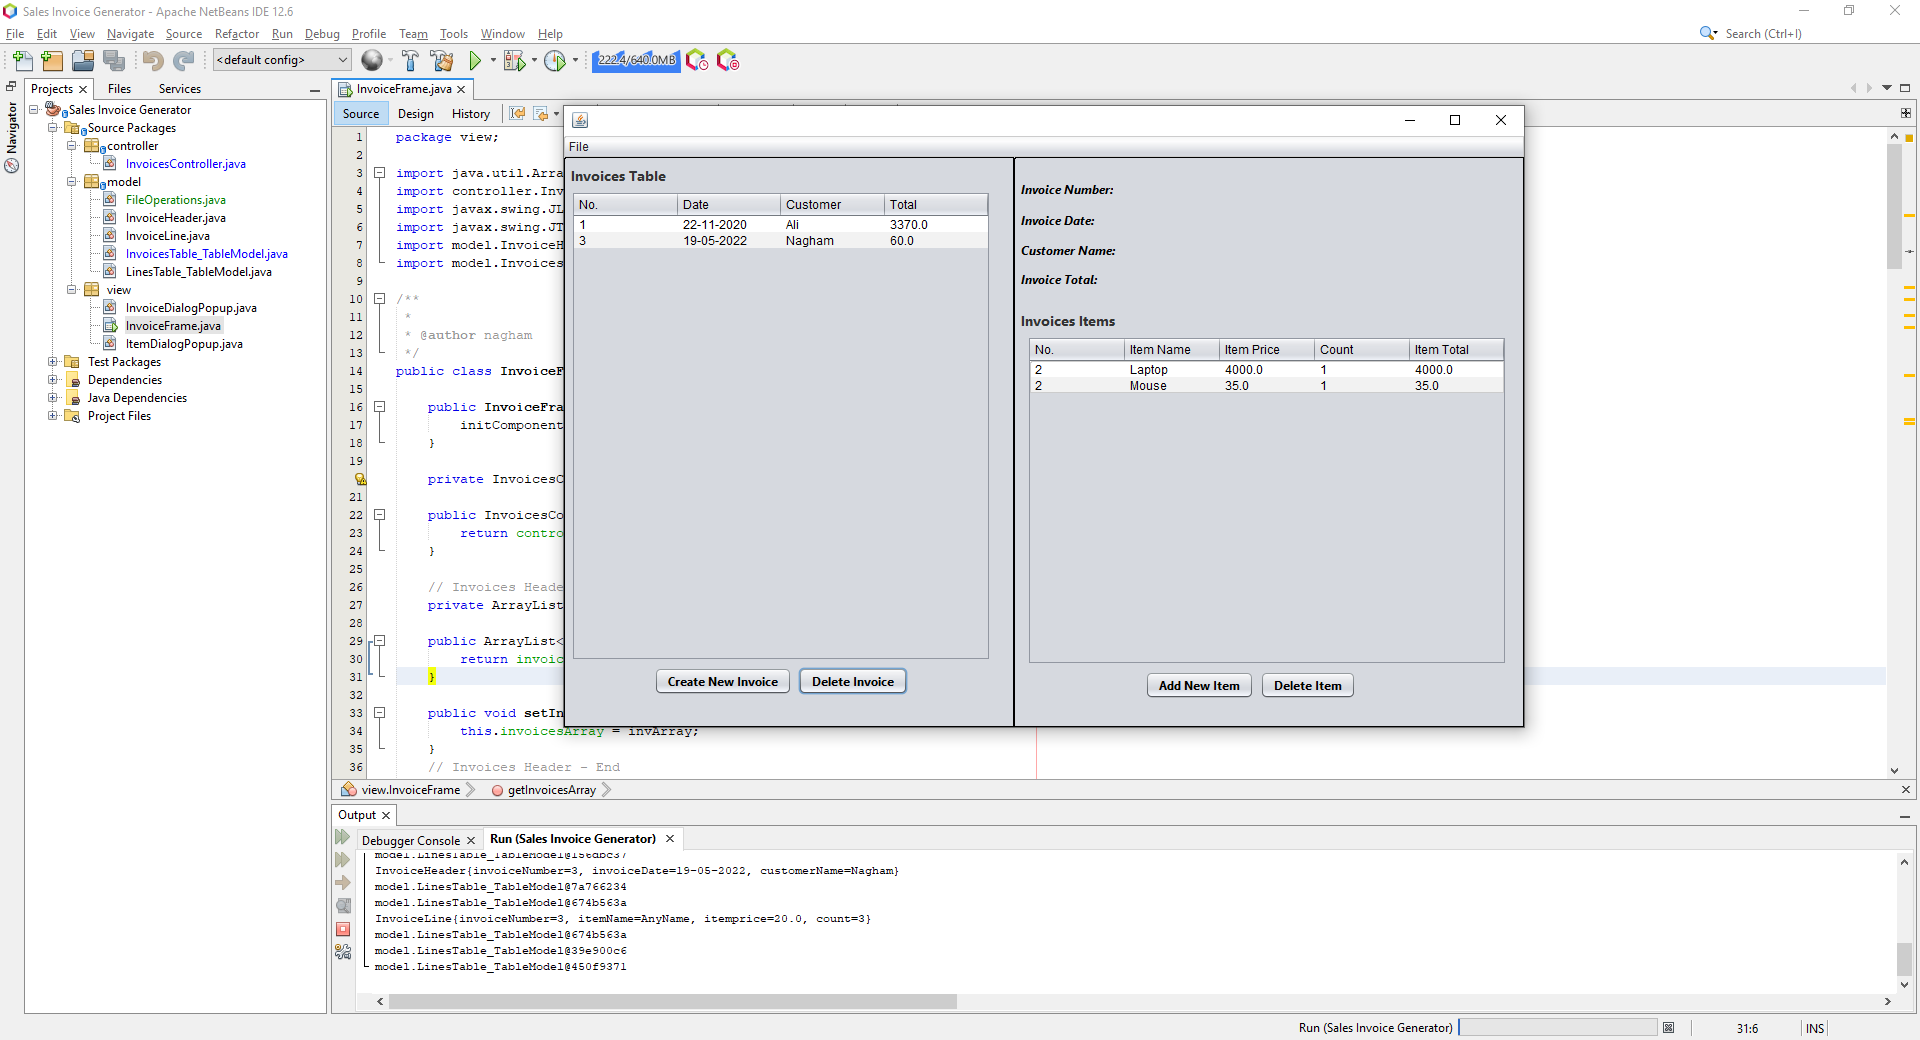 Sales Invoice Generator - Apache NetBeans IDE 12.6
File Edit View Navigate Source Refactor Run Debug Profile Team Tools Window Help
Search (Ctrl+I)
<default config>
222.4/640.0MB
Projects Files Services
Navigator
Sales Invoice Generator
Source Packages
controller
InvoicesController.java
model
FileOperations.java
InvoiceHeader.java
InvoiceLine.java
InvoicesTable_TableModel.java
LinesTable_TableModel.java
view
InvoiceDialogPopup.java
InvoiceFrame.java
ItemDialogPopup.java
Test Packages
Dependencies
Java Dependencies
Project Files
InvoiceFrame.java
Source Design History
1 package view;
2
3 import java.util.Arra
4 import controller.Inv
5 import javax.swing.JL
6 import javax.swing.JT
7 import model.InvoiceH
8 import model.Invoices
9
10 /**
11 *
12 * @author nagham
13 */
14 public class InvoiceF
15
16 public InvoiceFra
17 initComponent
18 }
19
private InvoicesC
21
22 public InvoicesCo
23 return contro
24 }
25
26 // Invoices Heade
27 private ArrayList
28
29 public ArrayList<
30 return invoic
31 }
32
33 public void setIn
34 this.invoicesArray = invArray;
35 }
36 // Invoices Header - End
File
Invoices Table
No. Date Customer Total
1 22-11-2020 Ali 3370.0
3 19-05-2022 Nagham 60.0
Create New Invoice Delete Invoice
Invoice Number:
Invoice Date:
Customer Name:
Invoice Total:
Invoices Items
No. Item Name Item Price Count Item Total
2 Laptop 4000.0 1 4000.0
2 Mouse 35.0 1 35.0
Add New Item Delete Item
view.InvoiceFrame getInvoicesArray
Output
Debugger Console Run (Sales Invoice Generator)
model.LinesTable_TableModel@156dbc37
InvoiceHeader{invoiceNumber=3, invoiceDate=19-05-2022, customerName=Nagham}
model.LinesTable_TableModel@7a766234
model.LinesTable_TableModel@674b563a
InvoiceLine{invoiceNumber=3, itemName=AnyName, itemprice=20.0, count=3}
model.LinesTable_TableModel@674b563a
model.LinesTable_TableModel@39e900c6
model.LinesTable_TableModel@450f9371
Run (Sales Invoice Generator) 31:6 INS